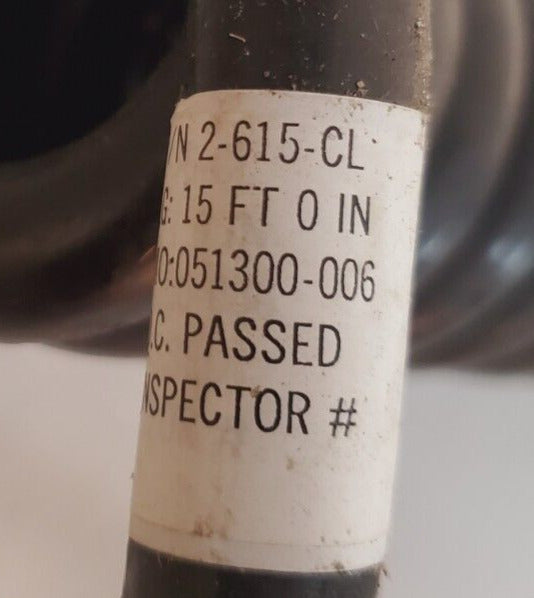 /N 2-615-CL
G: 15 FT 0 IN
O:051300-006
.C. PASSED
NSPECTOR #